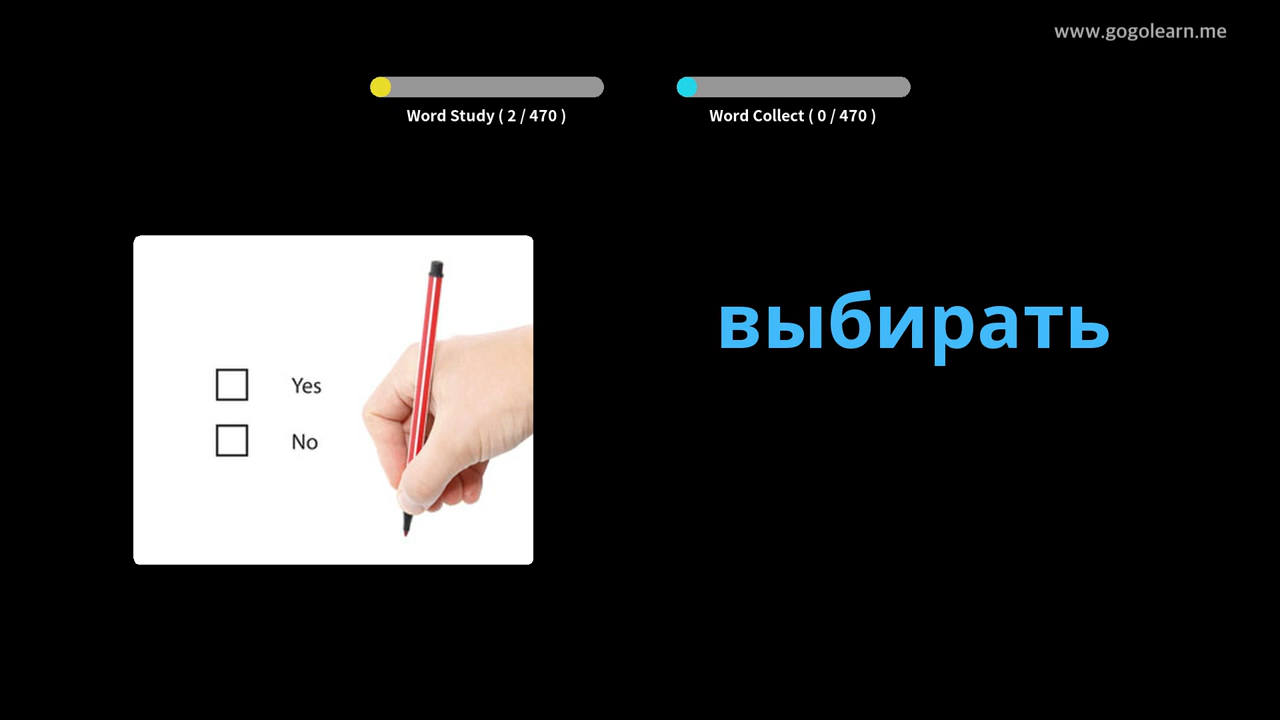 www.gogolearn.me
Word Study ( 2 / 470 )
Word Collect ( 0 / 470 )
выбирать
Yes
No